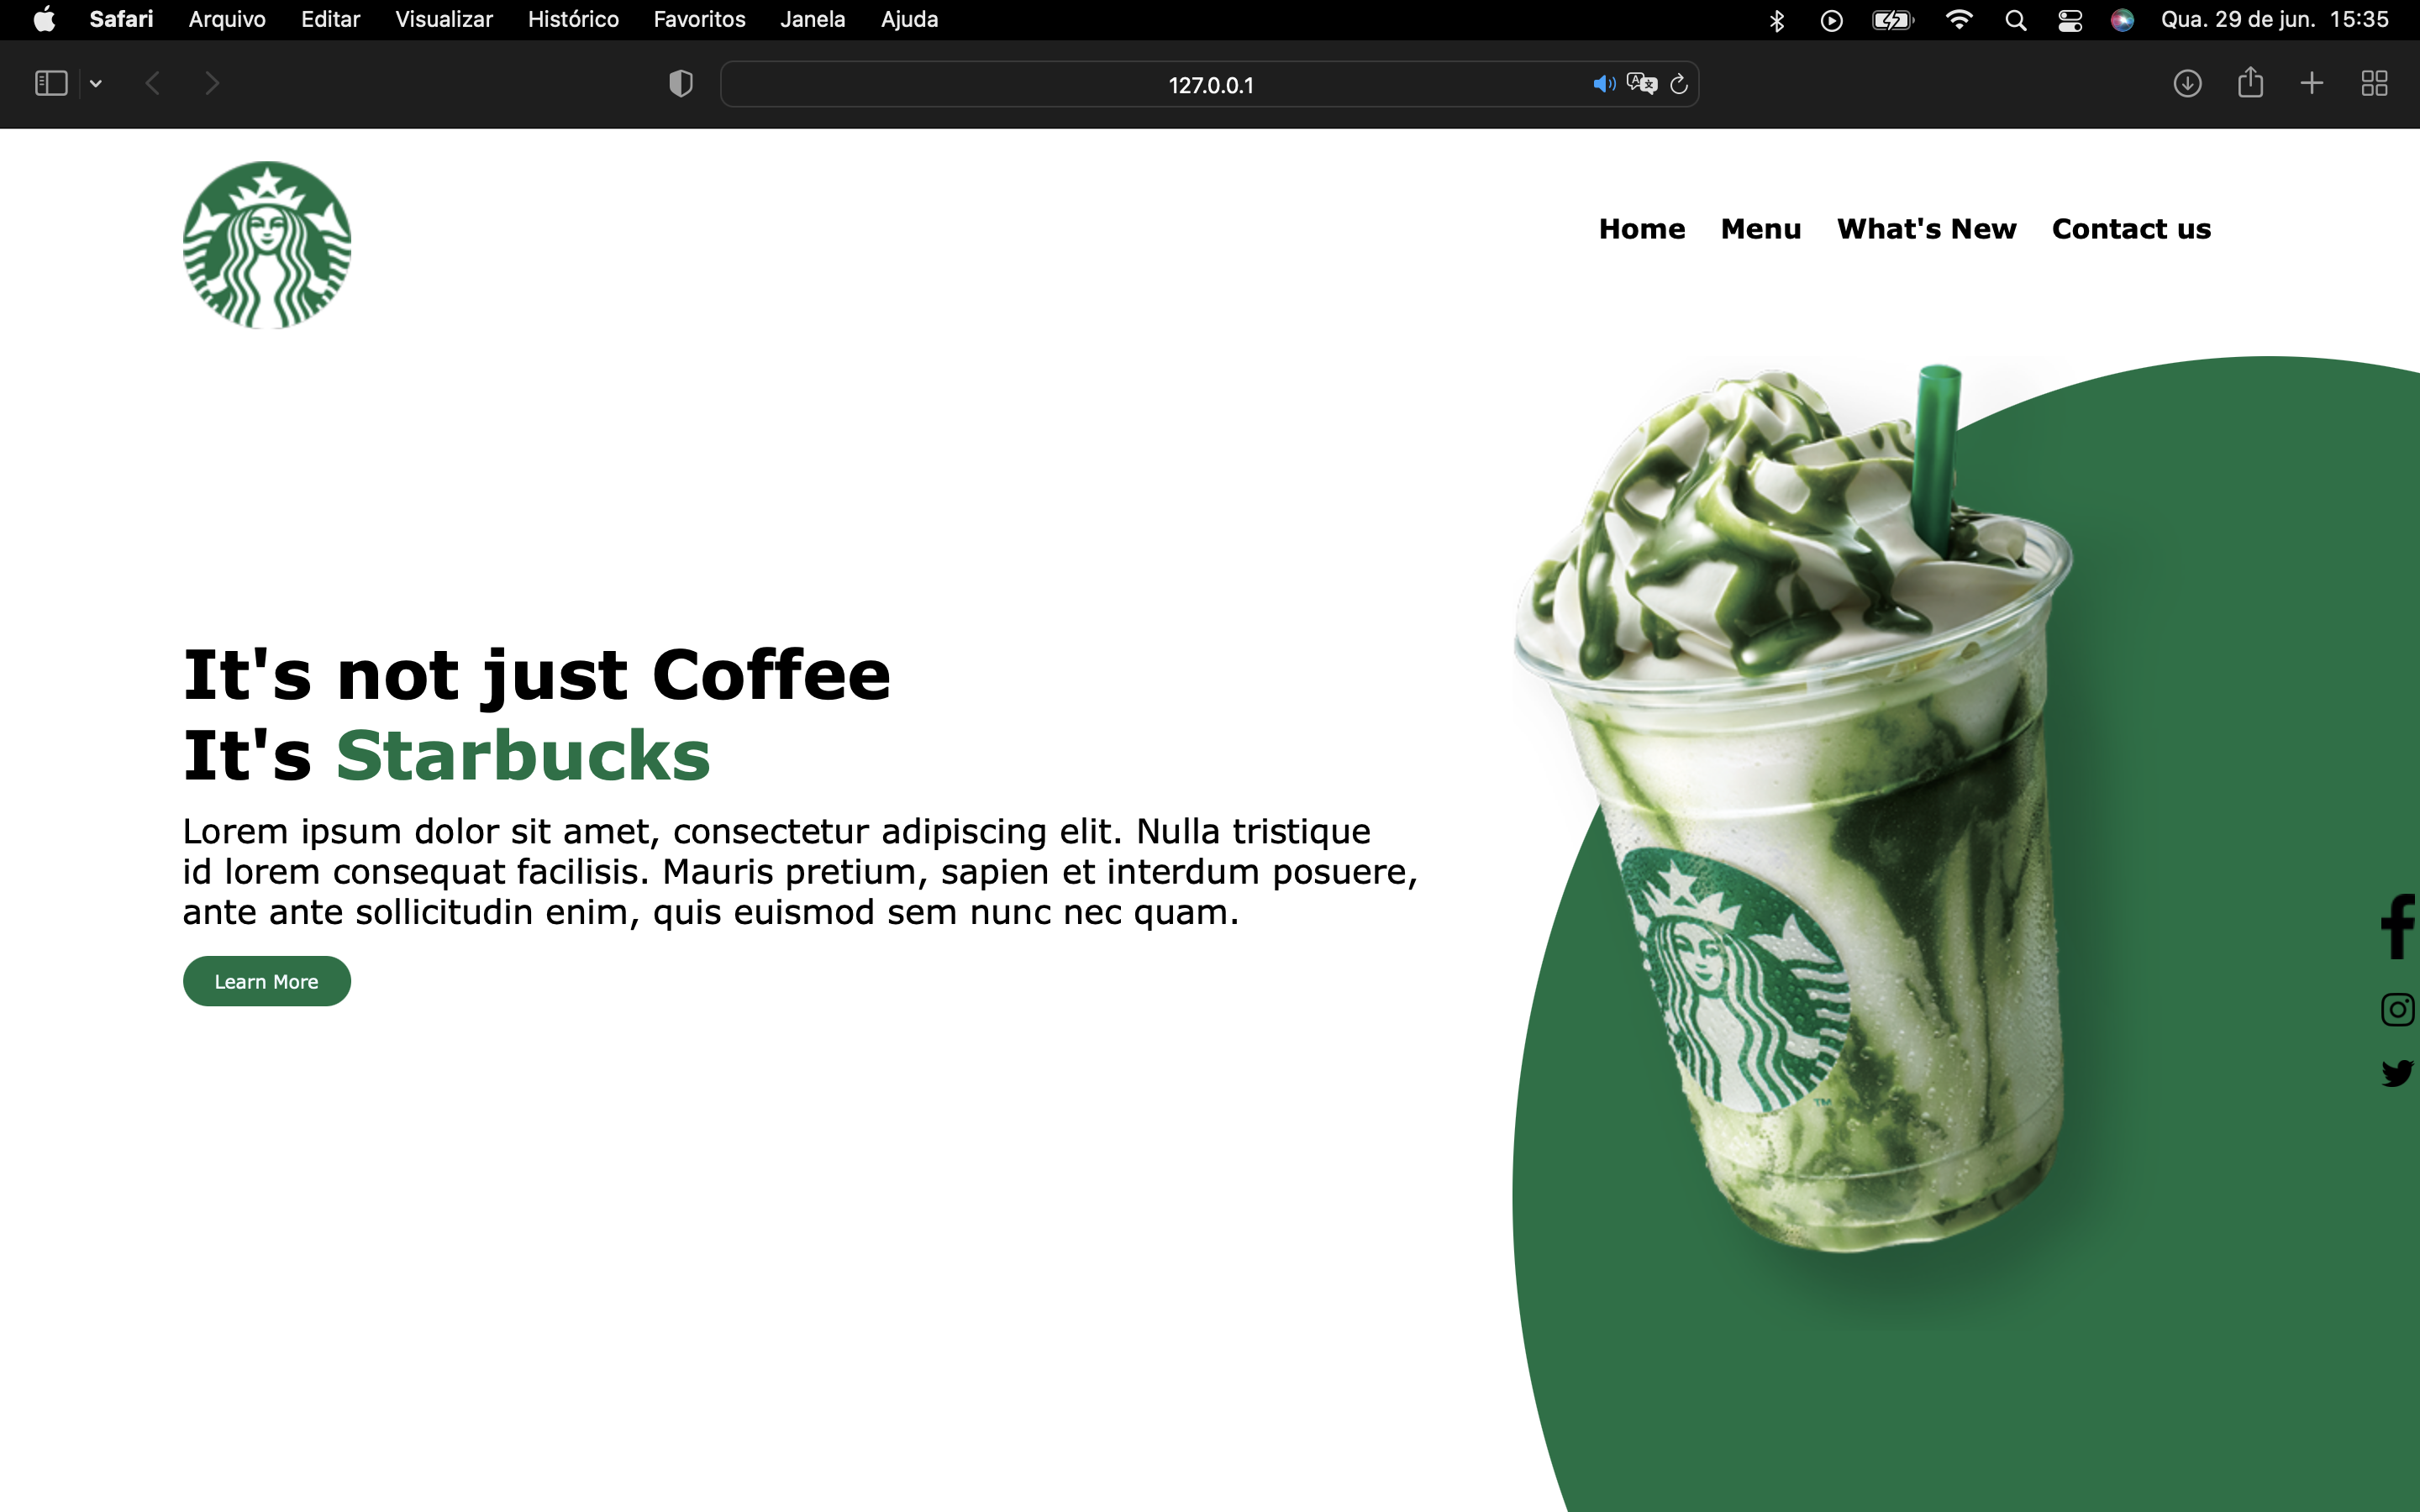 Safari Arquivo Editar Visualizar Histórico Favoritos Janela Ajuda Qua. 29 de jun. 15:35
127.0.0.1
Home Menu What's New Contact us
It's not just Coffee
It's Starbucks
Lorem ipsum dolor sit amet, consectetur adipiscing elit. Nulla tristique
id lorem consequat facilisis. Mauris pretium, sapien et interdum posuere,
ante ante sollicitudin enim, quis euismod sem nunc nec quam.
Learn More
TM